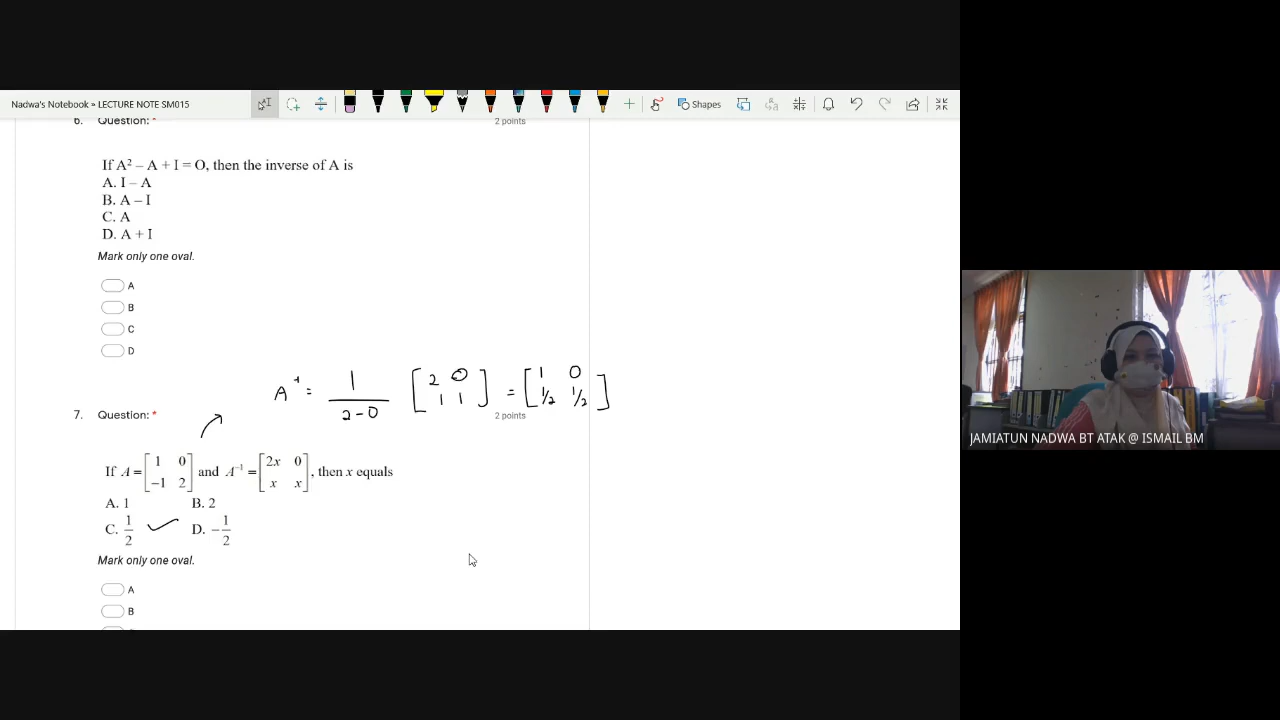 Nadwa's Notebook » LECTURE NOTE SM015
Shapes
6. Question: *
2 points
If A² – A + I = O, then the inverse of A is
A. I – A
B. A – I
C. A
D. A + I
Mark only one oval.
A
B
C
D
A⁻¹ = 1/(2-0) [2 0; 1 1] = [1 0; 1/2 1/2]
7. Question: *
2 points
If A = [1 0; –1 2] and A⁻¹ = [2x 0; x x], then x equals
A. 1 B. 2
C. 1/2 ✓ D. –1/2
Mark only one oval.
A
B
JAMIATUN NADWA BT ATAK @ ISMAIL BM